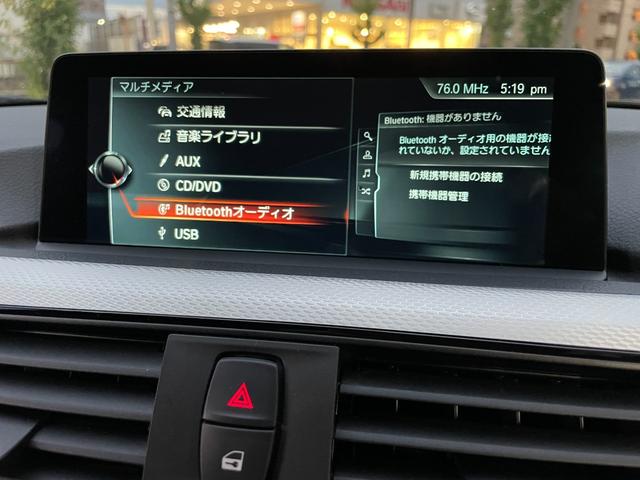 マルチメディア
76.0 MHz 5:19 pm
交通情報
音楽ライブラリ
AUX
CD/DVD
Bluetoothオーディオ
USB
Bluetooth: 機器がありません
Bluetooth オーディオ用の機器が接
れていないか、設定されていません
新規携帯機器の接続
携帯機器管理